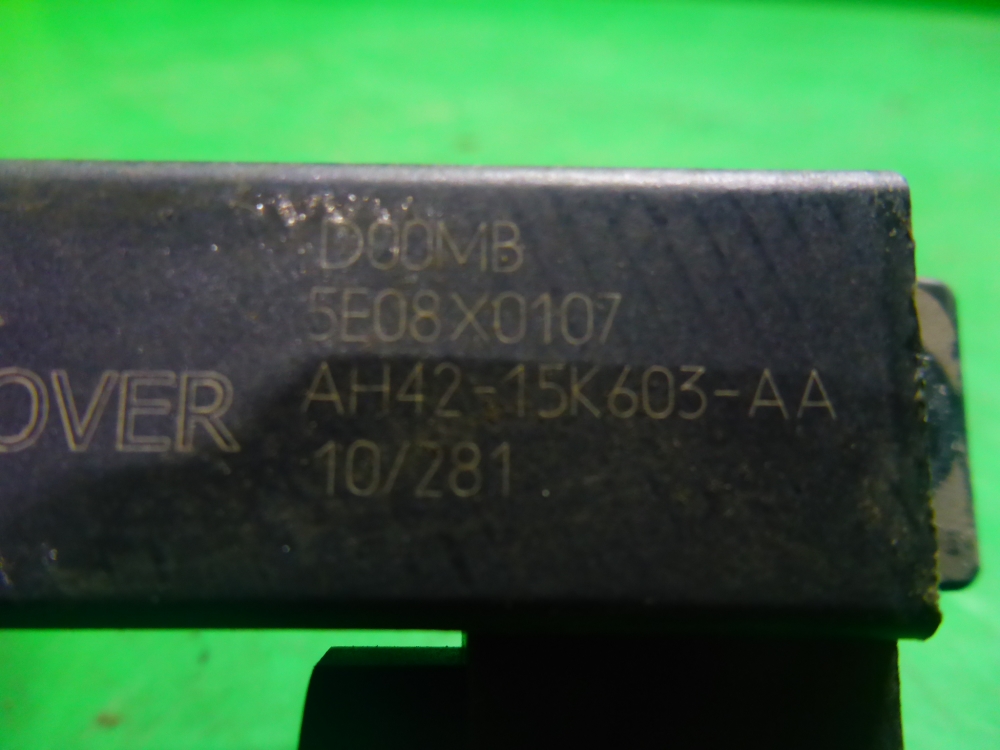 D00MB
5E08X0107
OVER
AH42-15K603-AA
10/281